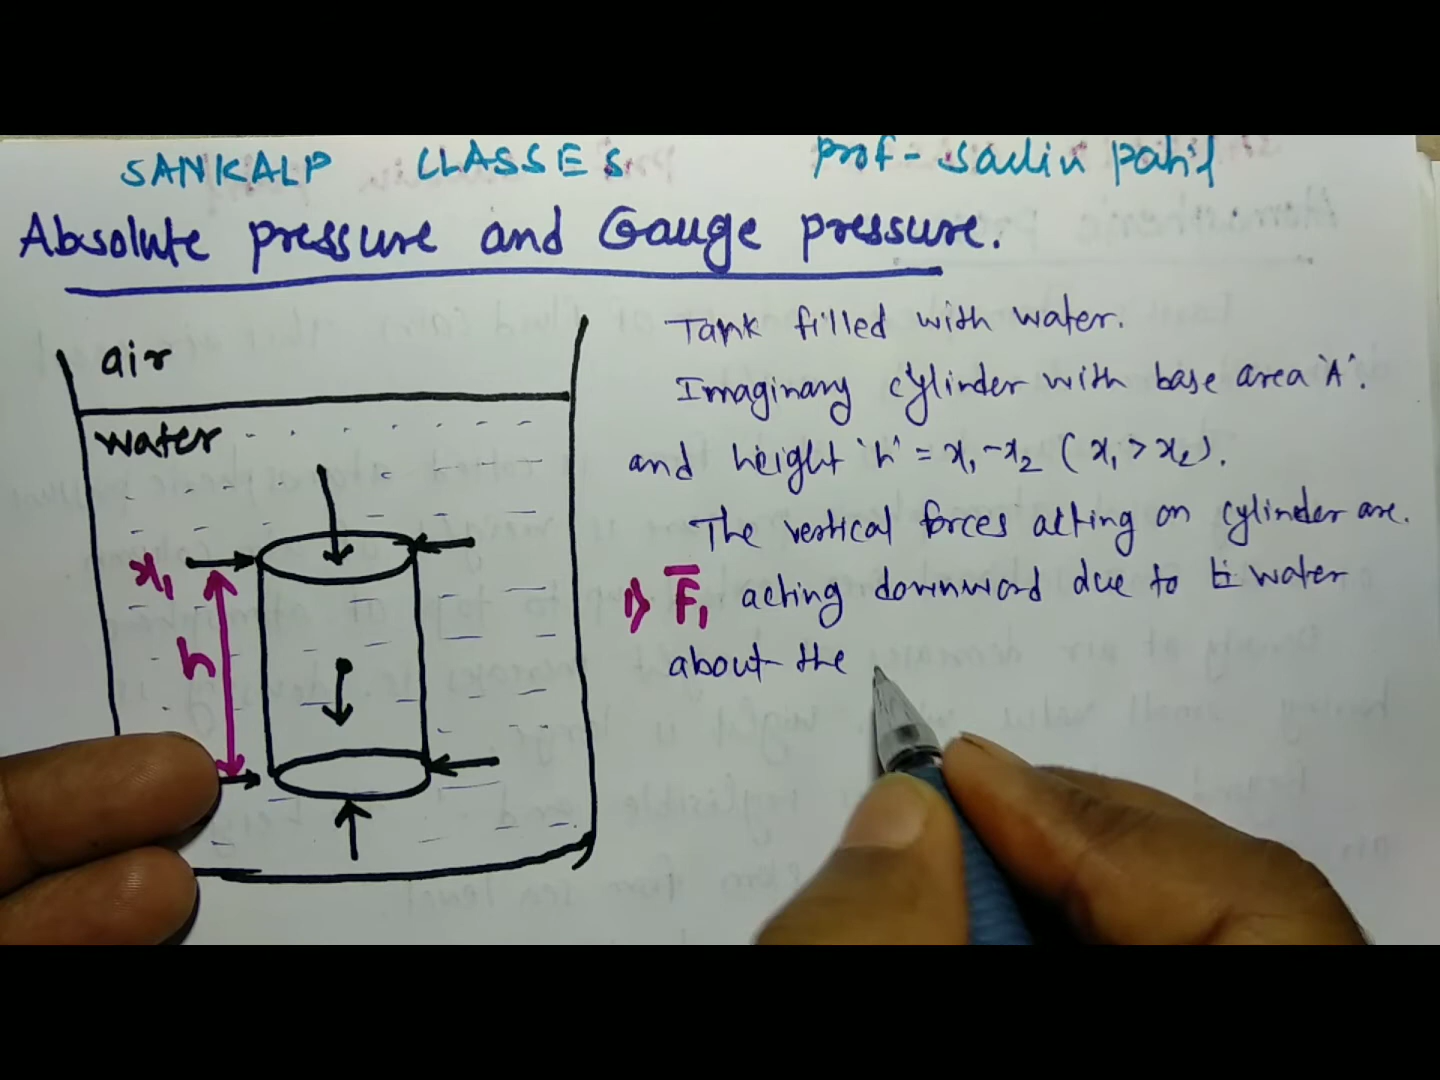 SANKALP CLASSES prof - Sachin patil
Absolute pressure and Gauge pressure.
air
water
x₁
h
Tank filled with water.
Imaginary cylinder with base area 'A'.
and height 'h' = x₁-x₂ (x₁ > x₂).
The vertical forces acting on cylinder are.
1) F̅₁ acting downward due to water
about the